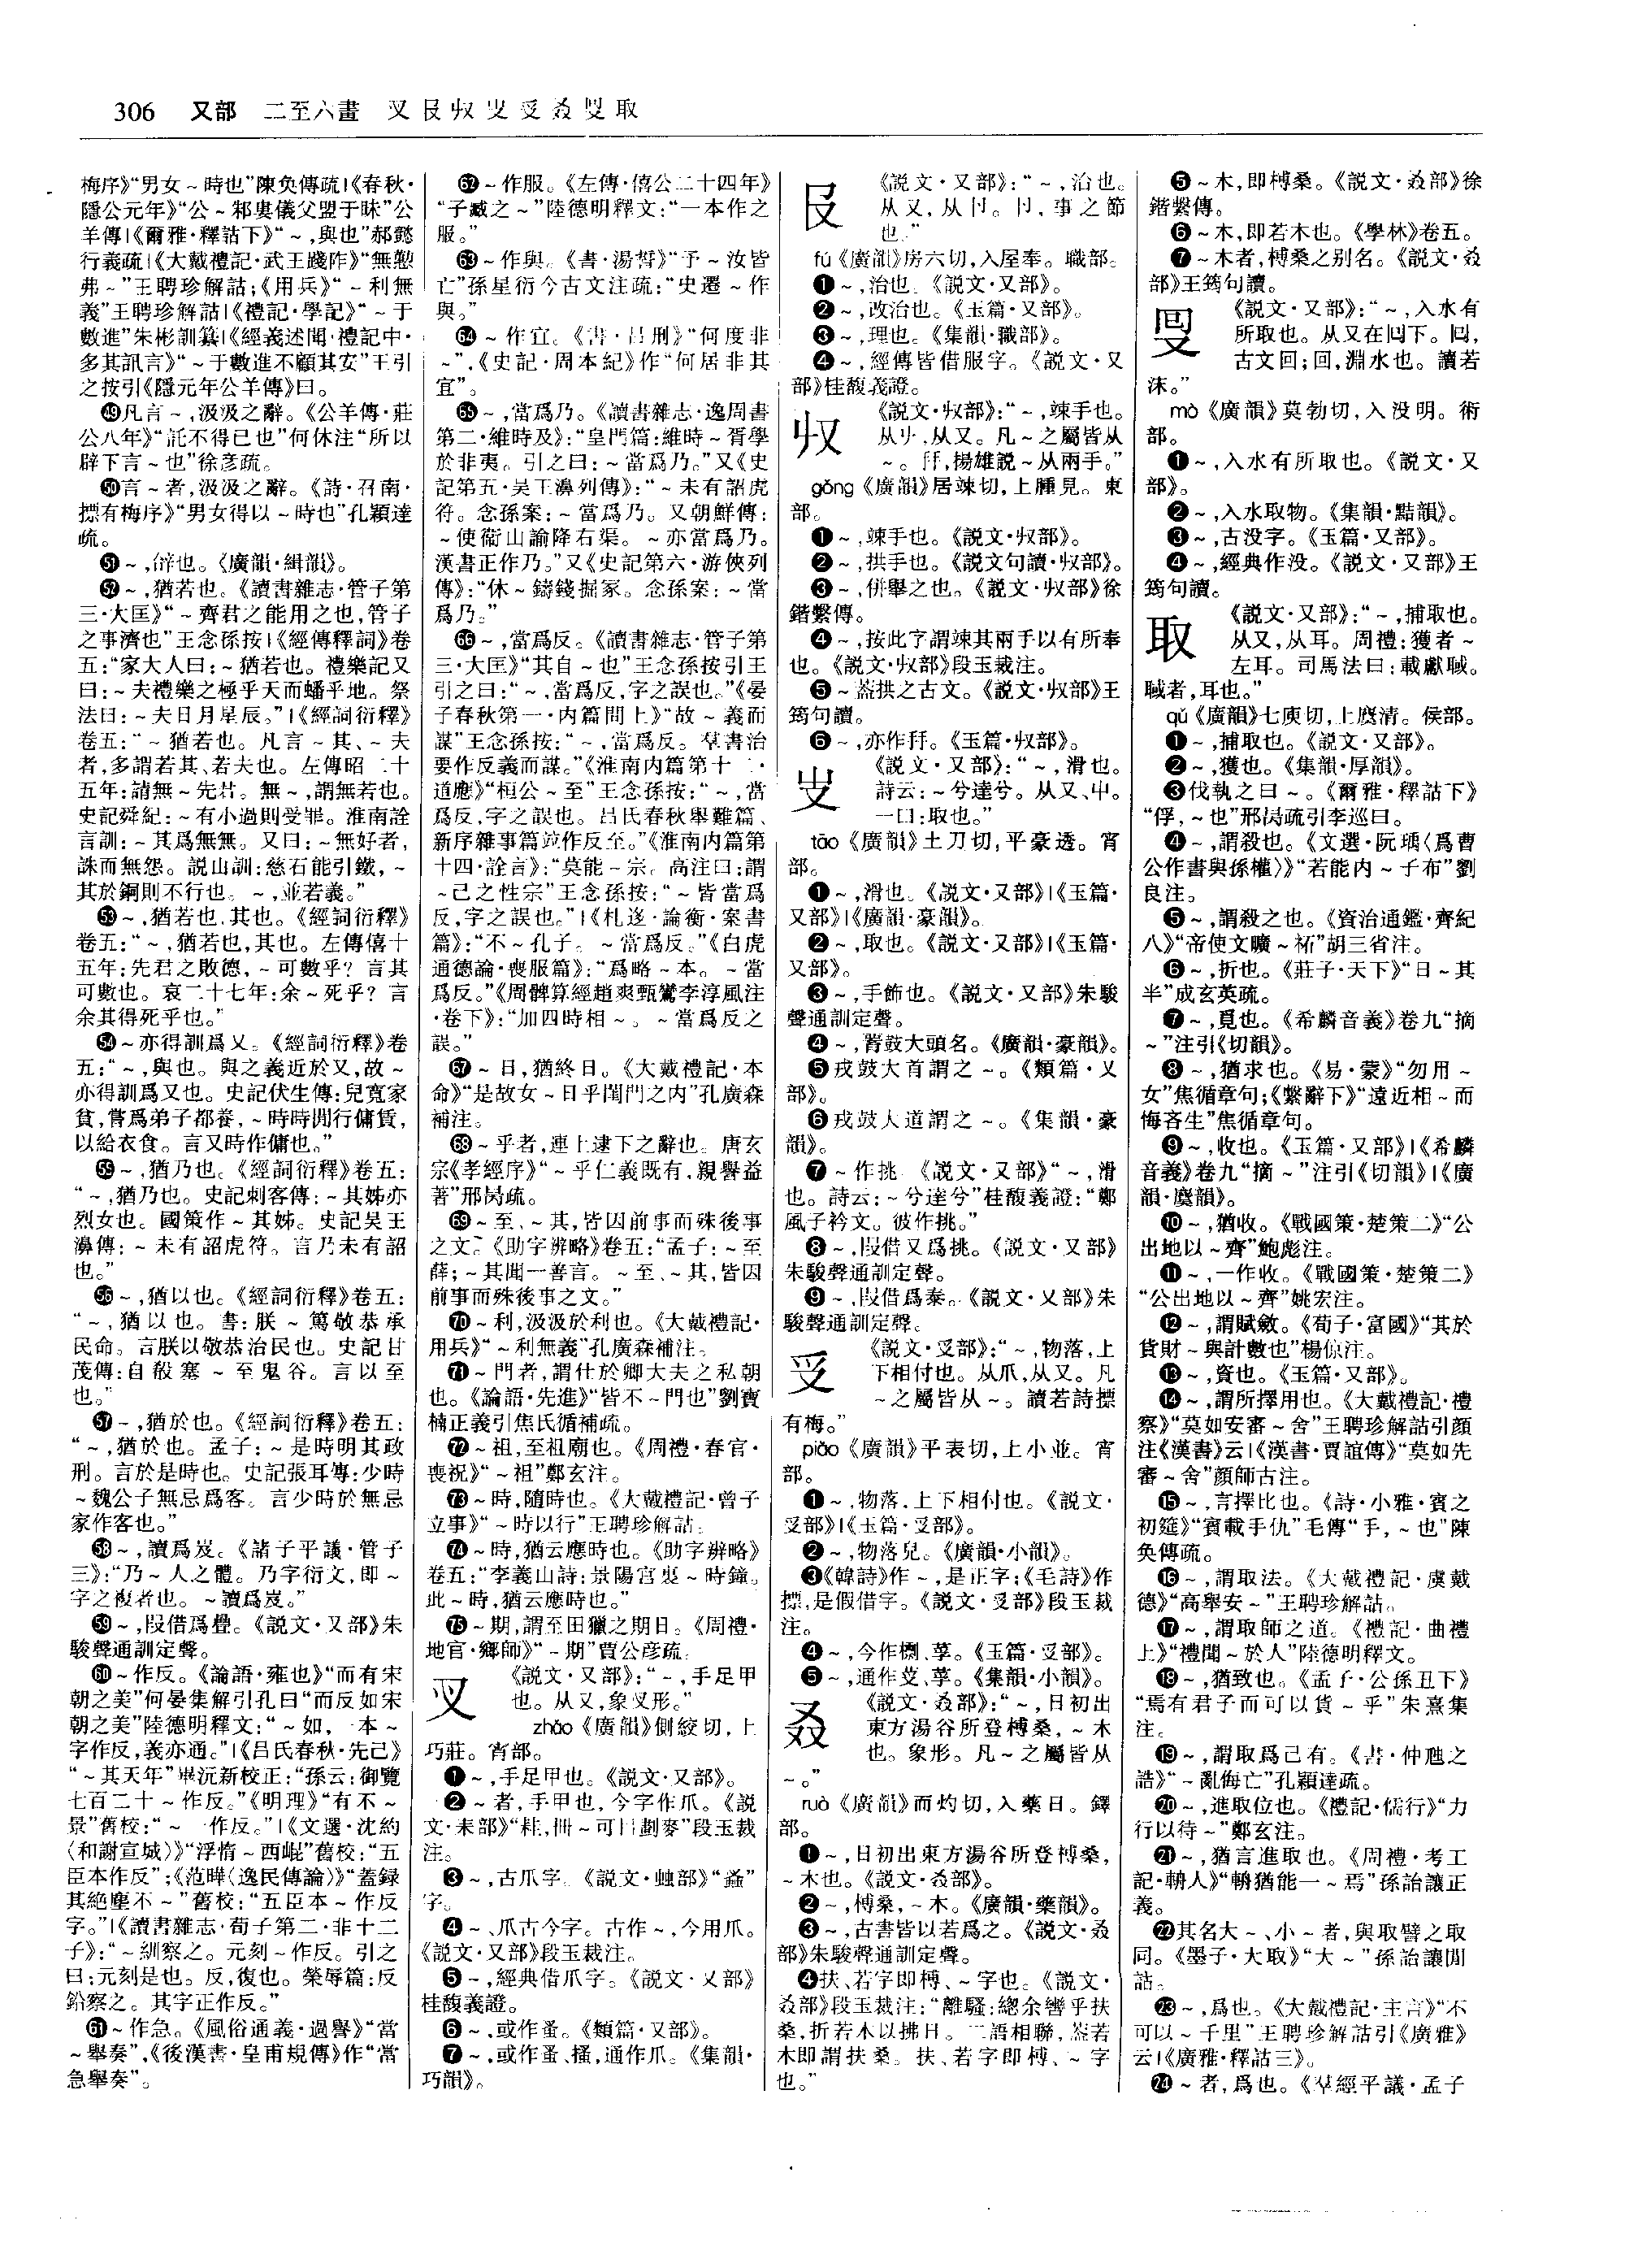 306 又部 二至六畫 叉𠬝𠬞𠬢𠬪叒𠬸取
梅序》“男女～時也”陳奐傳疏|《春秋·
隱公元年》“公～邾婁儀父盟于眛”公
羊傳|《爾雅·釋詁下》“～,與也”郝懿
行義疏|《大戴禮記·武王踐阼》“無懃
弗～”王聘珍解詁;《用兵》“～利無
義”王聘珍解詁|《禮記·學記》“～于
數進”朱彬訓纂|《經義述聞·禮記中·
多其訊言》“～于數進不顧其安”王引
之按引《隱元年公羊傳》曰。
㊾凡言～,汲汲之辭。《公羊傳·莊
公八年》“託不得已也”何休注“所以
辟下言～也”徐彥疏。
㊿言～者,汲汲之辭。《詩·召南·
摽有梅序》“男女得以～時也”孔穎達
疏。
51～,辝也。《廣韻·緝韻》。
52～,猶若也。《讀書雜志·管子第
三·大匡》“～齊君之能用之也,管子
之事濟也”王念孫按|《經傳釋詞》卷
五:“家大人曰:～猶若也。禮樂記又
曰:～夫禮樂之極乎天而蟠乎地。祭
法曰:～夫日月星辰。”|《經詞衍釋》
卷五:“～猶若也。凡言～其、～夫
者,多謂若其、若夫也。左傳昭二十
五年:請無～先君。無～,謂無若也。
史記舜紀:～有小過則受罪。淮南詮
言訓:～其爲無無。又曰:～無好者,
誅而無怨。説山訓:慈石能引鐵,～
其於銅則不行也。～,並若義。”
53～,猶若也,其也。《經詞衍釋》
卷五:“～,猶若也,其也。左傳僖十
五年:先君之敗德,～可數乎?言其
可數也。哀二十七年:余～死乎?言
余其得死乎也。”
54～亦得訓爲又。《經詞衍釋》卷
五:“～,與也。與之義近於又,故～
亦得訓爲又也。史記伏生傳:兒寬家
貧,嘗爲弟子都養,～時時閒行傭賃,
以給衣食。言又時作傭也。”
55～,猶乃也。《經詞衍釋》卷五:
“～,猶乃也。史記刺客傳:～其姊亦
烈女也。國策作～其姊。史記吴王
濞傳:～未有詔虎符。言乃未有詔
也。”
56～,猶以也。《經詞衍釋》卷五:
“～,猶以也。書:朕～篤敬恭承
民命。言朕以敬恭治民也。史記甘
茂傳:自殽塞～至鬼谷。言以至
也。”
57～,猶於也。《經詞衍釋》卷五:
“～,猶於也。孟子:～是時明其政
刑。言於是時也。史記張耳傳:少時
～魏公子無忌爲客。言少時於無忌
家作客也。”
58～,讀爲岌。《諸子平議·管子
三》:“乃～人之體。乃字衍文,即～
字之複者也。～讀爲岌。”
59～,叚借爲疊。《説文·又部》朱
駿聲通訓定聲。
60～作反。《論語·雍也》“而有宋
朝之美”何晏集解引孔曰“而反如宋
朝之美”陸德明釋文:“～如,一本～
字作反,義亦通。”|《吕氏春秋·先己》
“～其天年”畢沅新校正:“孫云:御覽
七百二十～作反。”《明理》“有不～
景”舊校:“～一作反。”|《文選·沈約
〈和謝宣城〉》“浮惰～西崐”舊校:“五
臣本作反”;《范曄〈逸民傳論〉》“蓋録
其絶塵不～”舊校:“五臣本～作反
字。”|《讀書雜志·荀子第二·非十二
子》:“～紃察之。元刻～作反。引之
曰:元刻是也。反,復也。榮辱篇:反
鉛察之。其字正作反。”
61～作急。《風俗通義·過譽》“當
～舉奏”,《後漢書·皇甫規傳》作“當
急舉奏”。
62～作服。《左傳·僖公二十四年》
“子臧之～”陸德明釋文:“一本作之
服。”
63～作與。《書·湯誓》“予～汝皆
亡”孫星衍今古文注疏:“史遷～作
與。”
64～作宜。《書·吕刑》“何度非
～”,《史記·周本紀》作“何居非其
宜”。
65～,當爲乃。《讀書雜志·逸周書
第二·維時及》:“皇門篇:維時～胥學
於非夷。引之曰:～當爲乃。”又《史
記第五·吴王濞列傳》:“～未有詔虎
符。念孫案:～當爲乃。又朝鮮傳:
～使衞山諭降右渠。～亦當爲乃。
漢書正作乃。”又《史記第六·游俠列
傳》:“休～鑄錢掘冢。念孫案:～當
爲乃。”
66～,當爲反。《讀書雜志·管子第
三·大匡》“其自～也”王念孫按引王
引之曰:“～,當爲反,字之誤也。”《晏
子春秋第一·内篇問上》“故～義而
謀”王念孫按:“～,當爲反。羣書治
要作反義而謀。”《淮南内篇第十二·
道應》“桓公～至”王念孫按:“～,當
爲反,字之誤也。吕氏春秋舉難篇、
新序雜事篇竝作反至。”《淮南内篇第
十四·詮言》:“莫能～宗。高注曰:謂
～己之性宗”王念孫按:“～皆當爲
反,字之誤也。”|《札迻·論衡·案書
篇》:“不～孔子。～當爲反。”《白虎
通德論·喪服篇》:“爲略～本。～當
爲反。”《周髀算經趙爽甄鸞李淳風注
·卷下》:“加四時相～。～當爲反之
誤。”
67～日,猶終日。《大戴禮記·本
命》“是故女～日乎閨門之内”孔廣森
補注。
68～乎者,連上逮下之辭也。唐玄
宗《孝經序》“～乎仁義既有,親譽益
著”邢昺疏。
69～至、～其,皆因前事而殊後事
之文。《助字辨略》卷五:“孟子:～至
薛;～其聞一善言。～至、～其,皆因
前事而殊後事之文。”
70～利,汲汲於利也。《大戴禮記·
用兵》“～利無義”孔廣森補注。
71～門者,謂仕於卿大夫之私朝
也。《論語·先進》“皆不～門也”劉寶
楠正義引焦氏循補疏。
72～祖,至祖廟也。《周禮·春官·
喪祝》“～祖”鄭玄注。
73～時,隨時也。《大戴禮記·曾子
立事》“～時以行”王聘珍解詁。
74～時,猶云應時也。《助字辨略》
卷五:“李義山詩:景陽宫裏～時鐘。
此～時,猶云應時也。”
75～期,謂至田獵之期日。《周禮·
地官·鄉師》“～期”賈公彦疏。
叉 《説文·又部》:“～,手足甲
也。从又,象叉形。”
zhǎo《廣韻》側絞切,上
巧莊。宵部。
❶～,手足甲也。《説文·又部》。
❷～者,手甲也,今字作爪。《説
文·耒部》“𦓯,𠕋～可㠯劃麥”段玉裁
注。
❸～,古爪字。《説文·䖵部》“蚤”
字。
❹～、爪古今字。古作～,今用爪。
《説文·又部》段玉裁注。
❺～,經典借爪字。《説文·又部》
桂馥義證。
❻～,或作蚤。《類篇·又部》。
❼～,或作蚤、搔,通作爪。《集韻·
巧韻》。
𠬝 《説文·又部》:“～,治也。
从又,从卪。卪,事之節
也。”
fú《廣韻》房六切,入屋奉。職部。
❶～,治也。《説文·又部》。
❷～,改治也。《玉篇·又部》。
❸～,理也。《集韻·職部》。
❹～,經傳皆借服字。《説文·又
部》桂馥義證。
𠬞 《説文·𠬞部》:“～,竦手也。
从𠂇,从又。凡～之屬皆从
～。𢪒,揚雄説～从兩手。”
gǒng《廣韻》居竦切,上腫見。東
部。
❶～,竦手也。《説文·𠬞部》。
❷～,拱手也。《説文句讀·𠬞部》。
❸～,併舉之也。《説文·𠬞部》徐
鍇繫傳。
❹～,按此字謂竦其兩手以有所奉
也。《説文·𠬞部》段玉裁注。
❺～蓋拱之古文。《説文·𠬞部》王
筠句讀。
❻～,亦作𢪒。《玉篇·𠬞部》。
𠬢 《説文·又部》:“～,滑也。
詩云:～兮達兮。从又、屮。
一曰:取也。”
tāo《廣韻》土刀切,平豪透。宵
部。
❶～,滑也。《説文·又部》|《玉篇·
又部》|《廣韻·豪韻》。
❷～,取也。《説文·又部》|《玉篇·
又部》。
❸～,手飾也。《説文·又部》朱駿
聲通訓定聲。
❹～,鼛鼓大頭名。《廣韻·豪韻》。
❺戎鼓大首謂之～。《類篇·又
部》。
❻戎鼓大道謂之～。《集韻·豪
韻》。
❼～作挑。《説文·又部》“～,滑
也。詩云:～兮達兮”桂馥義證:“鄭
風子衿文。彼作挑。”
❽～,叚借又爲挑。《説文·又部》
朱駿聲通訓定聲。
❾～,叚借爲泰。《説文·又部》朱
駿聲通訓定聲。
𠬪 《説文·𠬪部》:“～,物落,上
下相付也。从爪,从又。凡
～之屬皆从～。讀若詩摽
有梅。”
piǎo《廣韻》平表切,上小並。宵
部。
❶～,物落,上下相付也。《説文·
𠬪部》|《玉篇·𠬪部》。
❷～,物落皃。《廣韻·小韻》。
❸《韓詩》作～,是正字;《毛詩》作
摽,是假借字。《説文·𠬪部》段玉裁
注。
❹～,今作㯹、莩。《玉篇·𠬪部》。
❺～,通作芆、莩。《集韻·小韻》。
叒 《説文·叒部》:“～,日初出
東方湯谷所登榑桑,～木
也。象形。凡～之屬皆从
～。”
ruò《廣韻》而灼切,入藥日。鐸
部。
❶～,日初出東方湯谷所登榑桑,
～木也。《説文·叒部》。
❷～,榑桑,～木。《廣韻·藥韻》。
❸～,古書皆以若爲之。《説文·叒
部》朱駿聲通訓定聲。
❹扶、若字即榑、～字也。《説文·
叒部》段玉裁注:“離騷:總余轡乎扶
桑,折若木以拂日。二語相聯,蓋若
木即謂扶桑。扶、若字即榑、～字
也。”
❺～木,即榑桑。《説文·叒部》徐
鍇繫傳。
❻～木,即若木也。《學林》卷五。
❼～木者,榑桑之别名。《説文·叒
部》王筠句讀。
𠬸 《説文·又部》:“～,入水有
所取也。从又在囘下。囘,
古文回;回,淵水也。讀若
沫。”
mò《廣韻》莫勃切,入没明。術
部。
❶～,入水有所取也。《説文·又
部》。
❷～,入水取物。《集韻·黠韻》。
❸～,古没字。《玉篇·又部》。
❹～,經典作没。《説文·又部》王
筠句讀。
取 《説文·又部》:“～,捕取也。
从又,从耳。周禮:獲者～
左耳。司馬法曰:載獻聝。
聝者,耳也。”
qǔ《廣韻》七庾切,上麌清。侯部。
❶～,捕取也。《説文·又部》。
❷～,獲也。《集韻·厚韻》。
❸伐執之曰～。《爾雅·釋詁下》
“俘,～也”邢昺疏引李巡曰。
❹～,謂殺也。《文選·阮瑀〈爲曹
公作書與孫權〉》“若能内～子布”劉
良注。
❺～,謂殺之也。《資治通鑑·齊紀
八》“帝使文曠～祏”胡三省注。
❻～,折也。《莊子·天下》“日～其
半”成玄英疏。
❼～,覓也。《希麟音義》卷九“摘
～”注引《切韻》。
❽～,猶求也。《易·蒙》“勿用～
女”焦循章句;《繫辭下》“遠近相～而
悔吝生”焦循章句。
❾～,收也。《玉篇·又部》|《希麟
音義》卷九“摘～”注引《切韻》|《廣
韻·麌韻》。
❿～,猶收。《戰國策·楚策二》“公
出地以～齊”鮑彪注。
⓫～,一作收。《戰國策·楚策二》
“公出地以～齊”姚宏注。
⓬～,謂賦斂。《荀子·富國》“其於
貨財～與計數也”楊倞注。
⓭～,資也。《玉篇·又部》。
⓮～,謂所擇用也。《大戴禮記·禮
察》“莫如安審～舍”王聘珍解詁引顔
注《漢書》云|《漢書·賈誼傳》“莫如先
審～舍”顔師古注。
⓯～,言擇比也。《詩·小雅·賓之
初筵》“賓載手仇”毛傳“手,～也”陳
奐傳疏。
⓰～,謂取法。《大戴禮記·虞戴
德》“高舉安～”王聘珍解詁。
⓱～,謂取師之道。《禮記·曲禮
上》“禮聞～於人”陸德明釋文。
⓲～,猶致也。《孟子·公孫丑下》
“焉有君子而可以貨～乎”朱熹集
注。
⓳～,謂取爲己有。《書·仲虺之
誥》“～亂侮亡”孔穎達疏。
⓴～,進取位也。《禮記·儒行》“力
行以待～”鄭玄注。
㉑～,猶言進取也。《周禮·考工
記·輈人》“輈猶能一～焉”孫詒讓正
義。
㉒其名大～、小～者,與取譬之取
同。《墨子·大取》“大～”孫詒讓閒
詁。
㉓～,爲也。《大戴禮記·主言》“不
可以～千里”王聘珍解詁引《廣雅》
云|《廣雅·釋詁三》。
㉔～者,爲也。《羣經平議·孟子